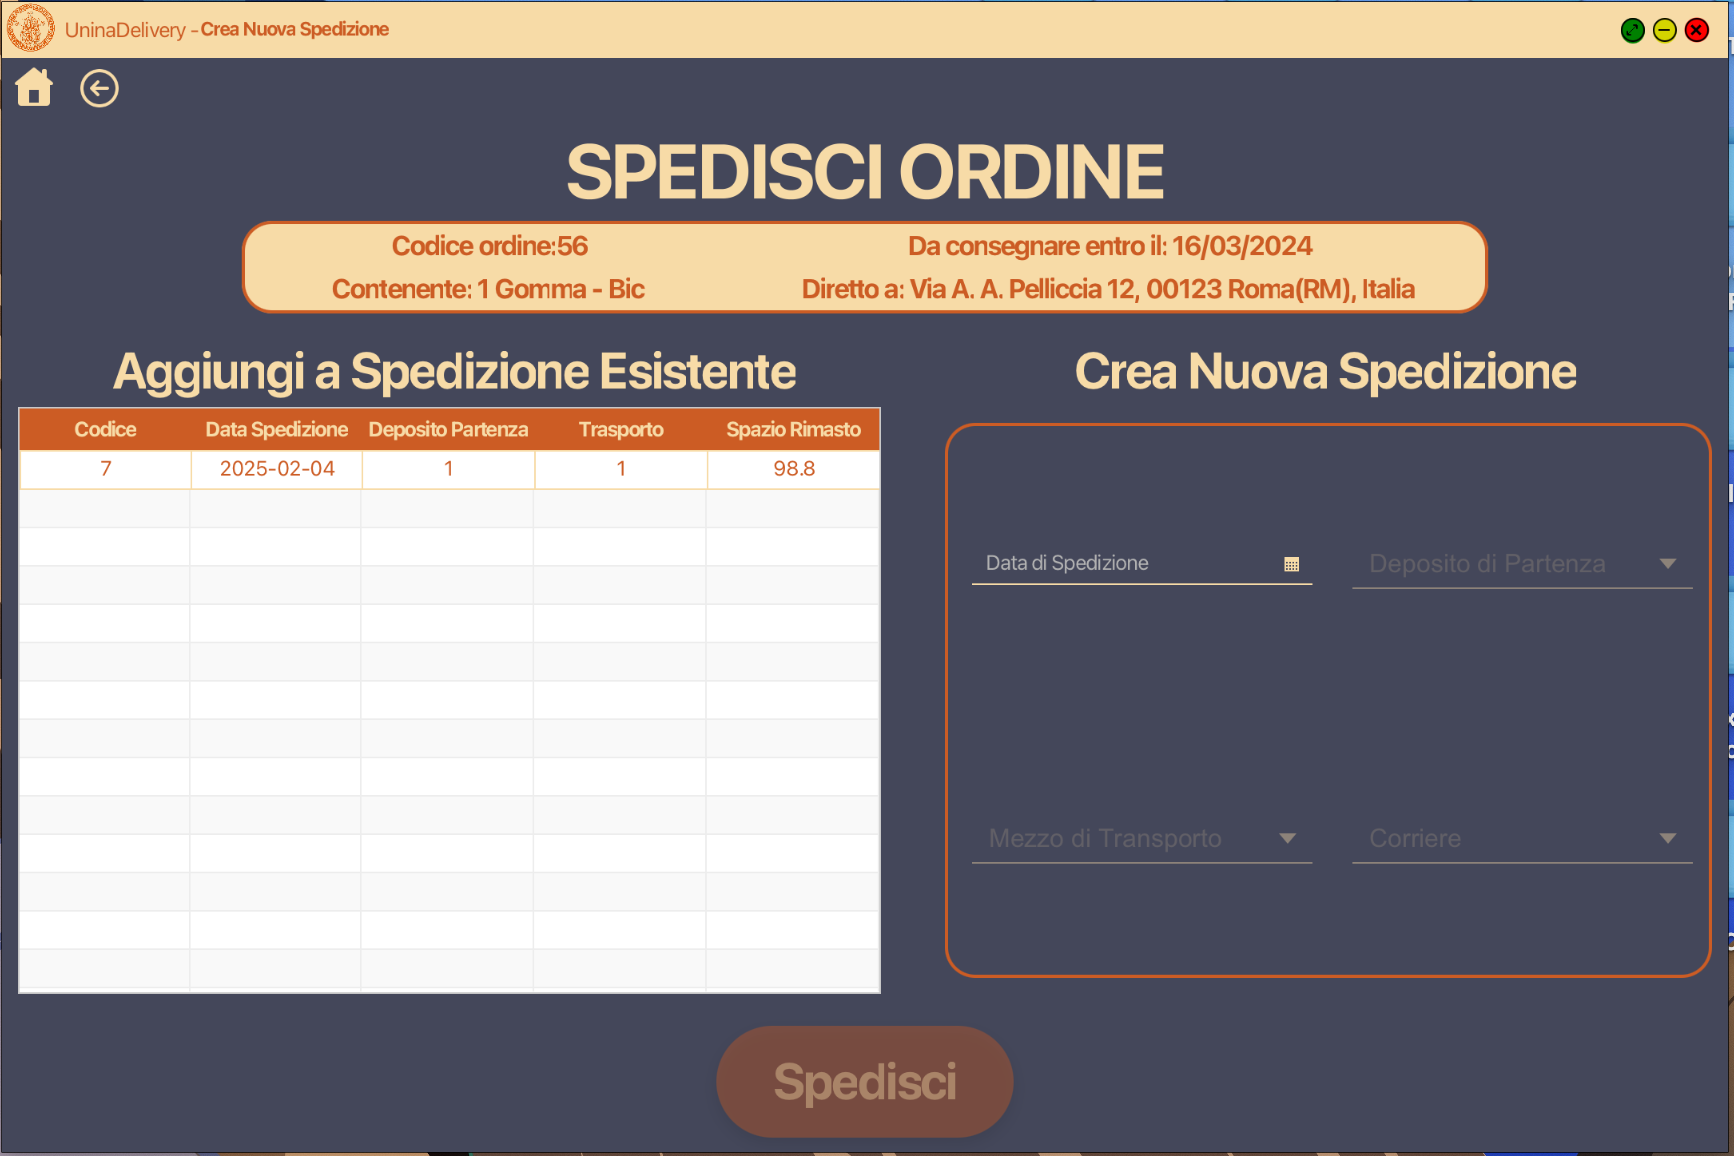 UninaDelivery - Crea Nuova Spedizione
SPEDISCI ORDINE
Codice ordine:56
Da consegnare entro il: 16/03/2024
Contenente: 1 Gomma - Bic
Diretto a: Via A. A. Pelliccia 12, 00123 Roma(RM), Italia
Aggiungi a Spedizione Esistente
Codice Data Spedizione Deposito Partenza Trasporto Spazio Rimasto
7 2025-02-04 1 1 98.8
Crea Nuova Spedizione
Data di Spedizione
Deposito di Partenza
Mezzo di Transporto
Corriere
Spedisci